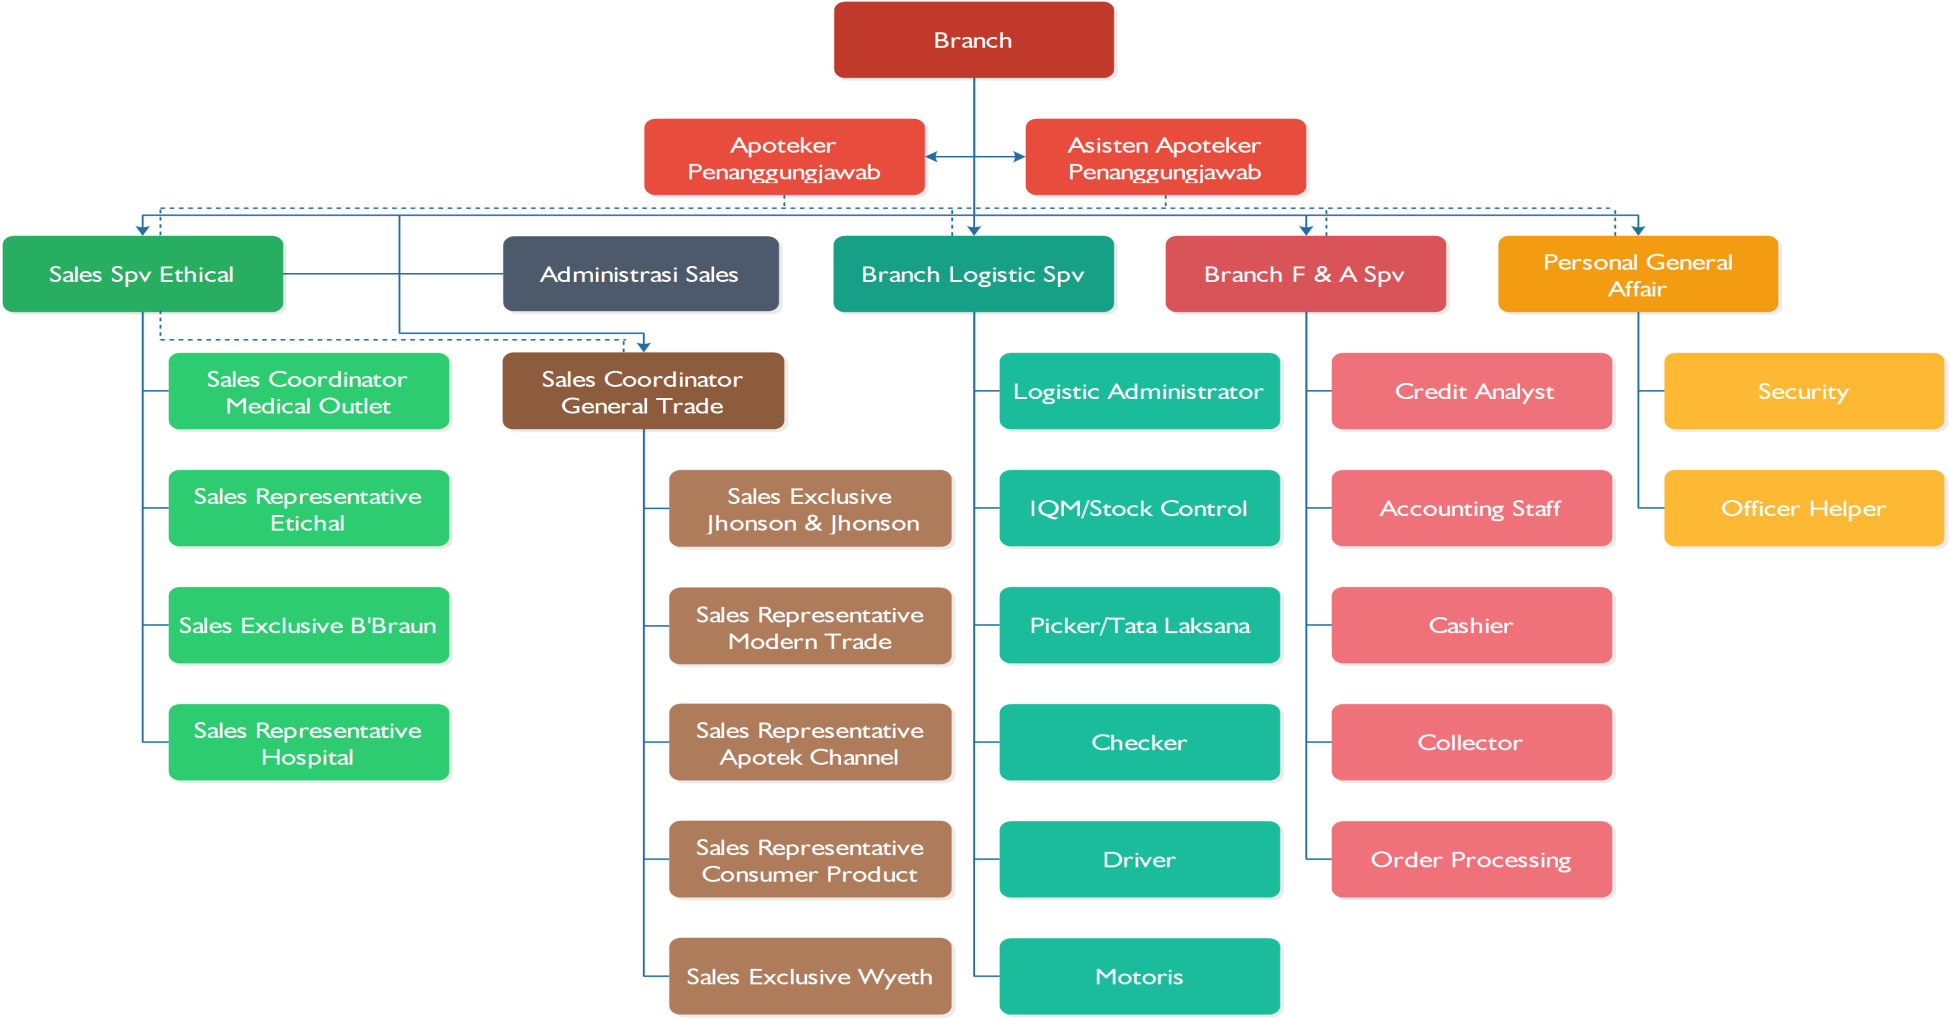 Branch
Apoteker
Penanggungjawab
Asisten Apoteker
Penanggungjawab
Sales Spv Ethical
Administrasi Sales
Branch Logistic Spv
Branch F & A Spv
Personal General
Affair
Sales Coordinator
Medical Outlet
Sales Representative
Etichal
Sales Exclusive B'Braun
Sales Representative
Hospital
Sales Coordinator
General Trade
Sales Exclusive
Jhonson & Jhonson
Sales Representative
Modern Trade
Sales Representative
Apotek Channel
Sales Representative
Consumer Product
Sales Exclusive Wyeth
Logistic Administrator
IQM/Stock Control
Picker/Tata Laksana
Checker
Driver
Motoris
Credit Analyst
Accounting Staff
Cashier
Collector
Order Processing
Security
Officer Helper